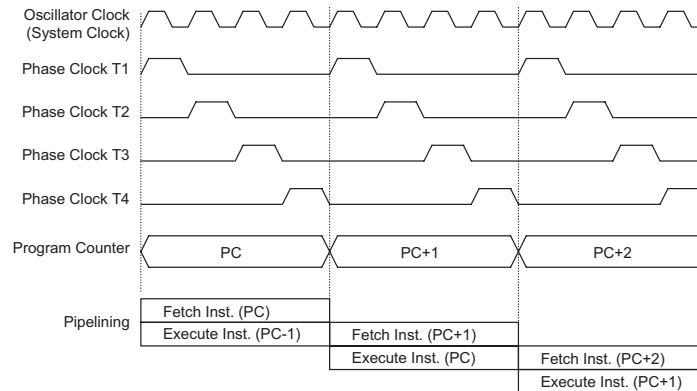 Oscillator Clock
(System Clock)
Phase Clock T1
Phase Clock T2
Phase Clock T3
Phase Clock T4
Program Counter
PC
PC+1
PC+2
Pipelining
Fetch Inst. (PC)
Execute Inst. (PC-1)
Fetch Inst. (PC+1)
Execute Inst. (PC)
Fetch Inst. (PC+2)
Execute Inst. (PC+1)